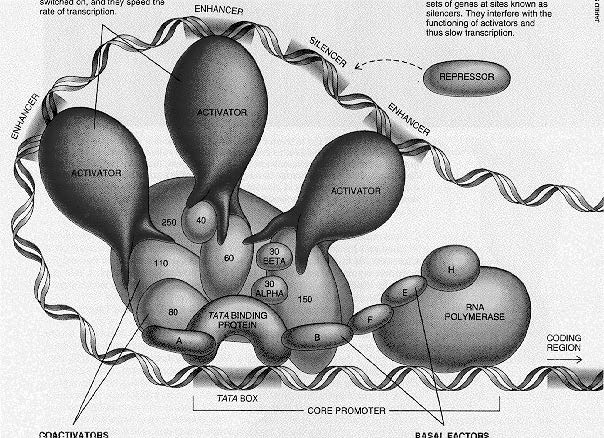 switched on, and they speed the
rate of transcription.
sets of genes at sites known as
silencers. They interfere with the
functioning of activators and
thus slow transcription.
ENHANCER
SILENCER
REPRESSOR
ENHANCER
ENHANCER
ACTIVATOR
ACTIVATOR
ACTIVATOR
250
40
110
60
30
BETA
30
ALPHA
150
80
TATA BINDING
PROTEIN
A
B
F
E
H
RNA
POLYMERASE
CODING
REGION
TATA BOX
CORE PROMOTER
COACTIVATORS
BASAL FACTORS